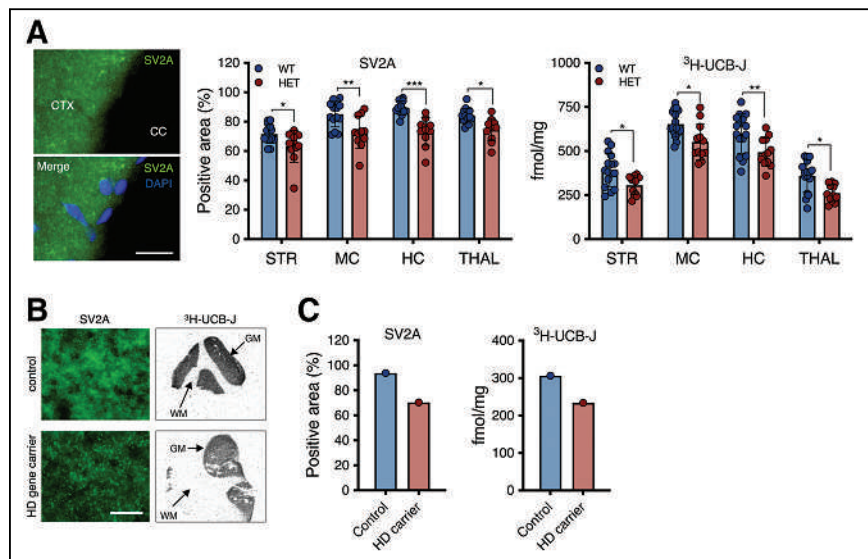 A
SV2A
CTX
CC
Merge
SV2A
DAPI
SV2A
WT
HET
Positive area (%)
120
100
80
60
40
20
0
*
**
***
*
STR
MC
HC
THAL
³H-UCB-J
WT
HET
fmol/mg
1000
750
500
250
0
*
*
**
*
STR
MC
HC
THAL
B
SV2A
³H-UCB-J
control
GM
WM
HD gene carrier
GM
WM
C
SV2A
Positive area (%)
120
100
80
60
40
20
0
Control
HD carrier
³H-UCB-J
fmol/mg
400
300
200
100
0
Control
HD carrier